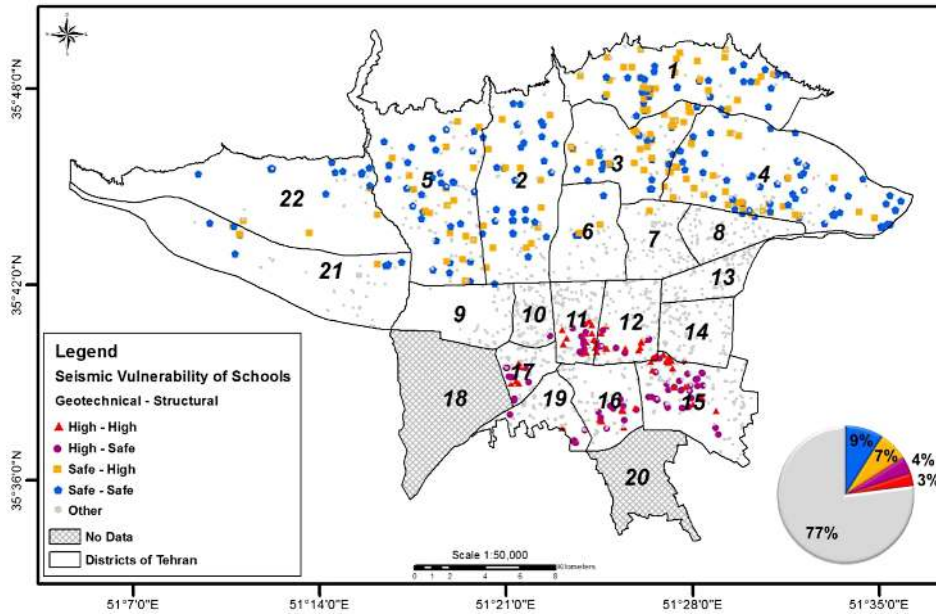 N
35°48'0"N
35°42'0"N
35°36'0"N
1
2
3
4
5
6
7
8
22
21
13
9
10
11
12
14
17
18
19
16
15
20
Legend
Seismic Vulnerability of Schools
Geotechnical - Structural
High - High
High - Safe
Safe - High
Safe - Safe
Other
No Data
Districts of Tehran
9%
7%
4%
3%
77%
Scale 1:50,000
Kilometers
0 1 2 4 6 8
51°7'0"E
51°14'0"E
51°21'0"E
51°28'0"E
51°35'0"E